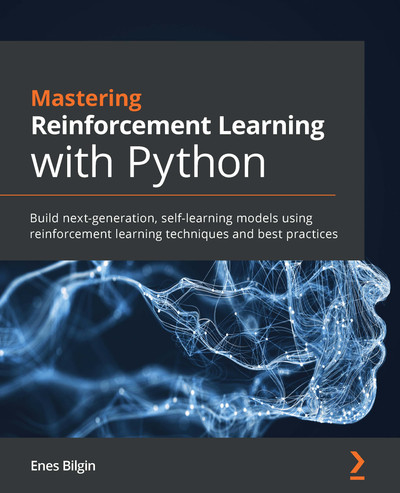 Mastering
Reinforcement Learning
with Python
Build next-generation, self-learning models using
reinforcement learning techniques and best practices
Enes Bilgin